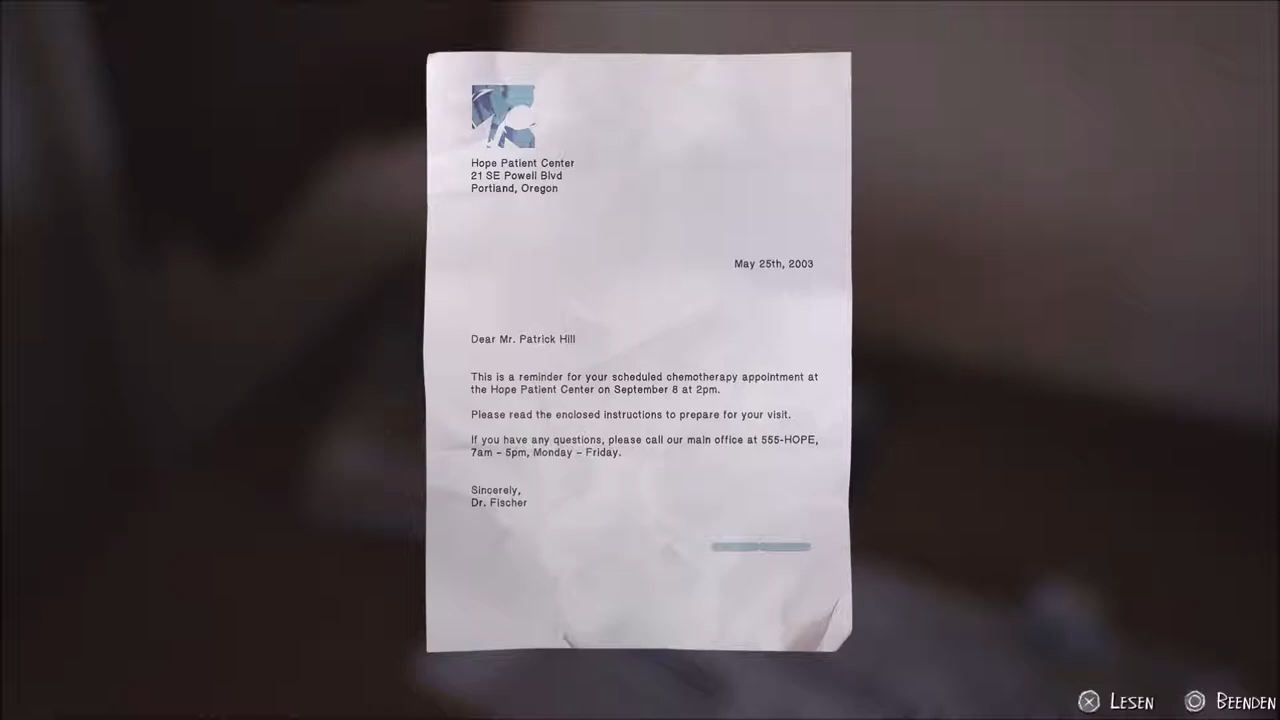 Hope Patient Center
21 SE Powell Blvd
Portland, Oregon
May 25th, 2003
Dear Mr. Patrick Hill
This is a reminder for your scheduled chemotherapy appointment at
the Hope Patient Center on September 8 at 2pm.
Please read the enclosed instructions to prepare for your visit.
If you have any questions, please call our main office at 555-HOPE,
7am – 5pm, Monday – Friday.
Sincerely,
Dr. Fischer
LESEN
BEENDEN